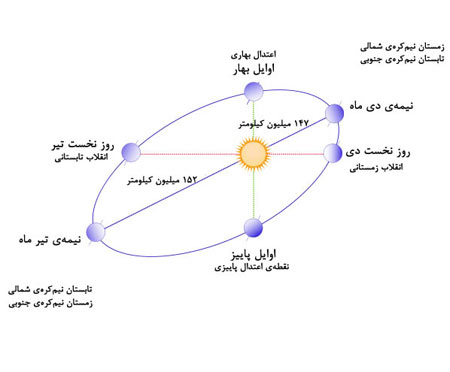 زمستان نیم‌کره‌ی شمالی
تابستان نیم‌کره‌ی جنوبی
اعتدال بهاری
اوایل بهار
نیمه‌ی دی ماه
۱۴۷ میلیون کیلومتر
روز نخست تیر
انقلاب تابستانی
روز نخست دی
انقلاب زمستانی
۱۵۲ میلیون کیلومتر
نیمه‌ی تیر ماه
اوایل پاییز
نقطه‌ی اعتدال پاییزی
تابستان نیم‌کره‌ی شمالی
زمستان نیم‌کره‌ی جنوبی